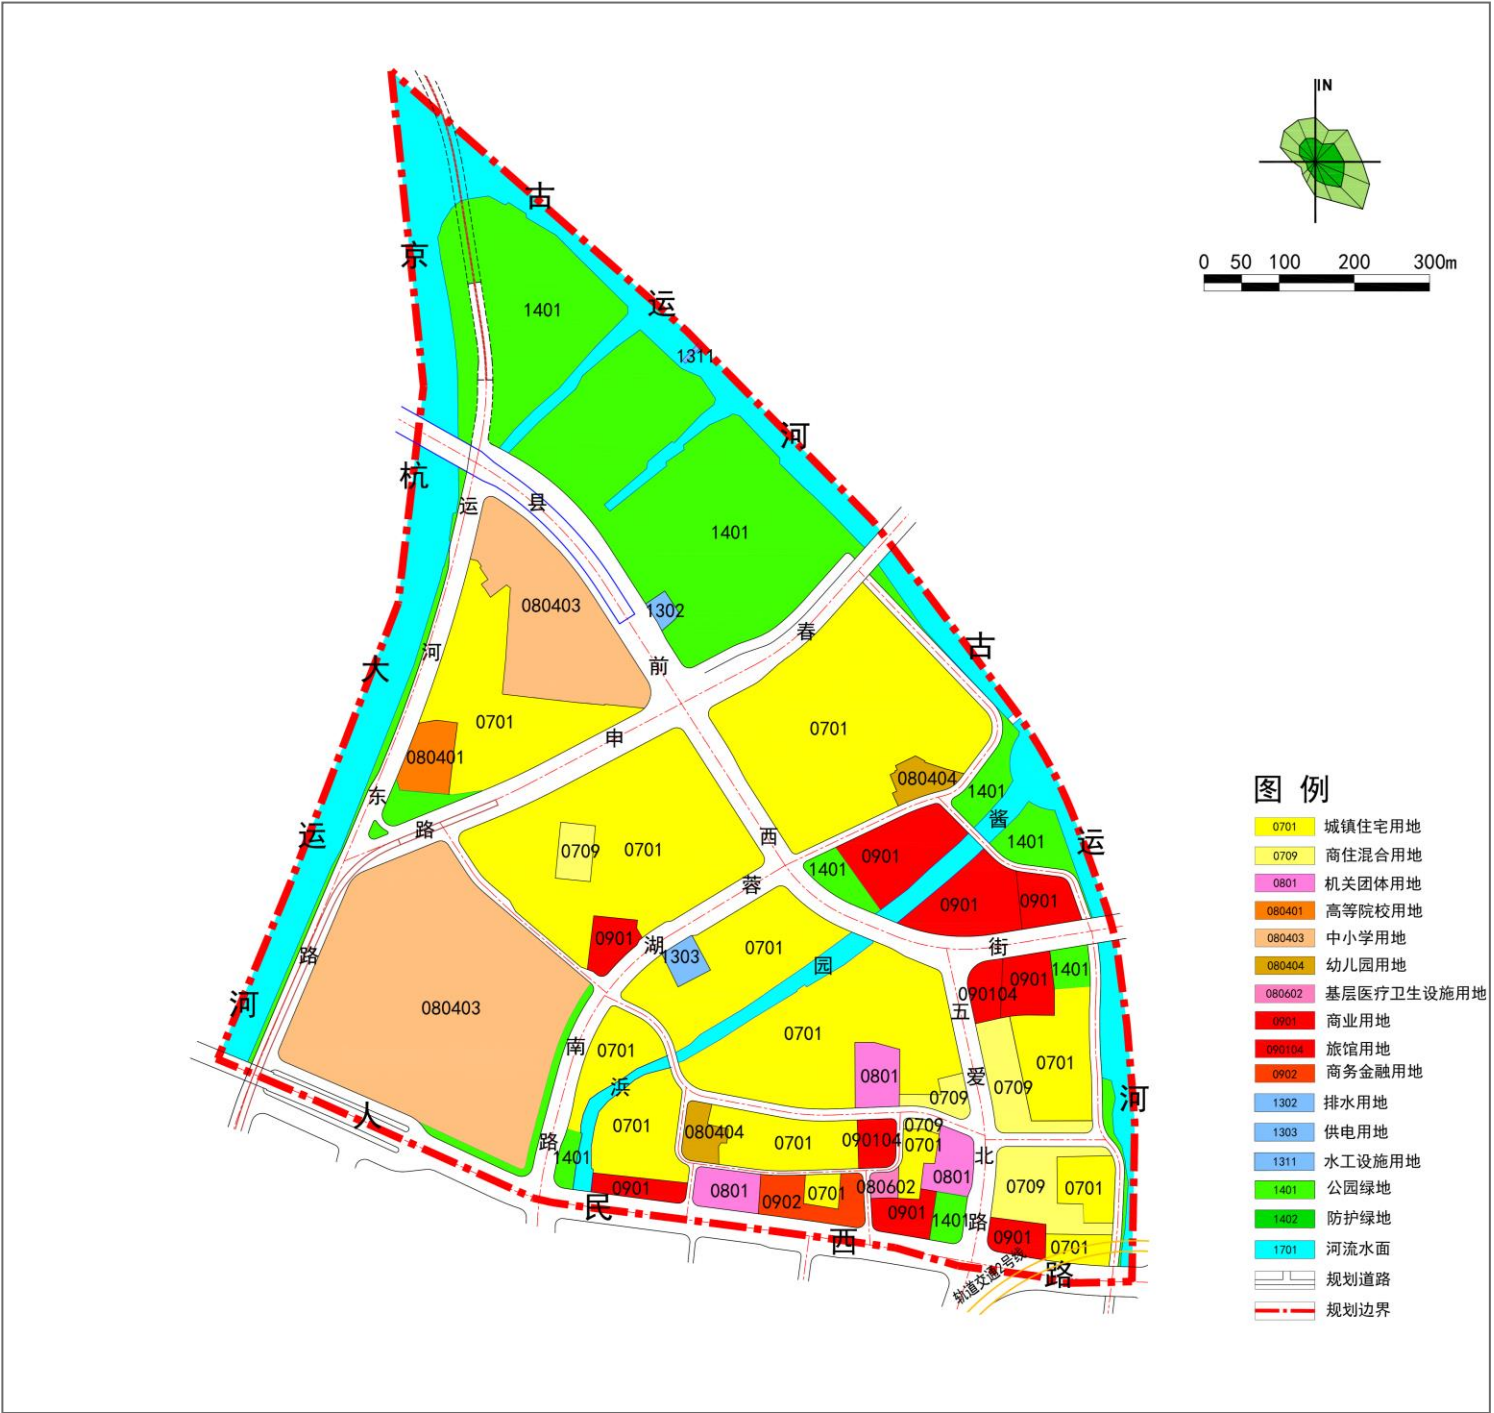 IN
0 50 100 200 300m
古运河
古运河
京杭大运河
运河东路
县前西街
春申路
蓉湖南路
酱园浜
五爱北路
人民西路
轨道交通2号线
1401
1311
1401
1302
080403
0701
080401
0701
080404
1401
1401
0709
0701
1401
0901
0901
0901
0901
1303
0701
080403
0901
1401
090104
0701
0701
0801
0709
0709
0701
0701
080404
0701
090104
0709
0701
0801
1401
0901
0801
0902
0701
080602
0901
1401
0709
0701
0901
0701
图例
0701 城镇住宅用地
0709 商住混合用地
0801 机关团体用地
080401 高等院校用地
080403 中小学用地
080404 幼儿园用地
080602 基层医疗卫生设施用地
0901 商业用地
090104 旅馆用地
0902 商务金融用地
1302 排水用地
1303 供电用地
1311 水工设施用地
1401 公园绿地
1402 防护绿地
1701 河流水面
规划道路
规划边界